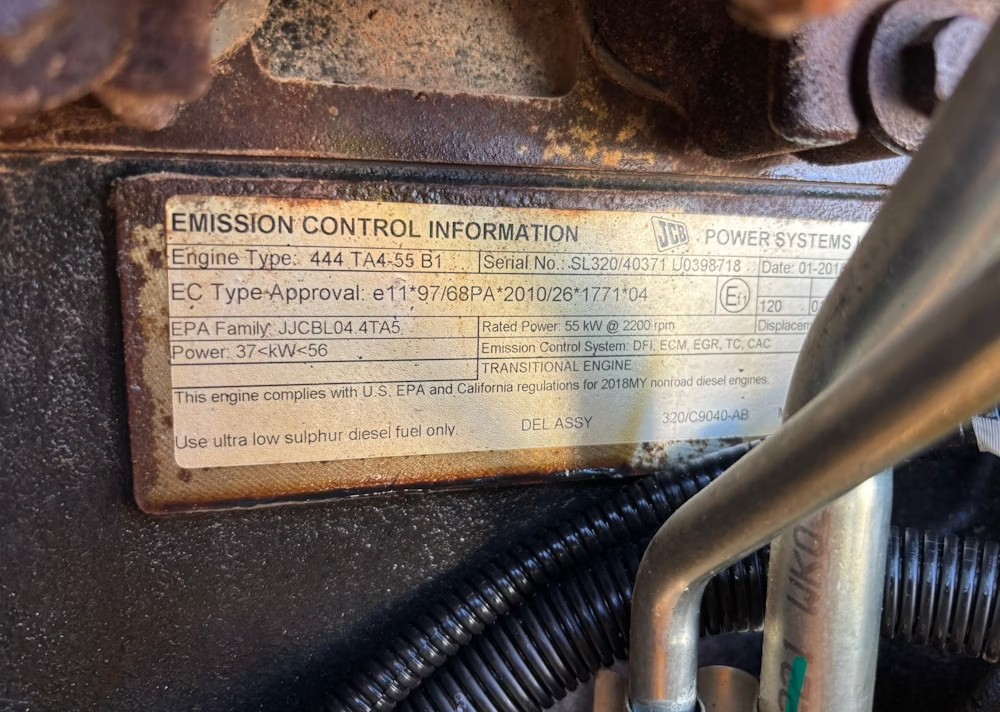 EMISSION CONTROL INFORMATION JCB POWER SYSTEMS
Engine Type: 444 TA4-55 B1 Serial No.: SL320/40371 U0398718 Date: 01-201
EC Type-Approval: e11*97/68PA*2010/26*1771*04 E11 120
EPA Family: JJCBL04.4TA5 Rated Power: 55 kW @ 2200 rpm Displacem
Power: 37<kW<56 Emission Control System: DFI, ECM, EGR, TC, CAC
TRANSITIONAL ENGINE
This engine complies with U.S. EPA and California regulations for 2018MY nonroad diesel engines.
Use ultra low sulphur diesel fuel only. DEL ASSY 320/C9040-AB